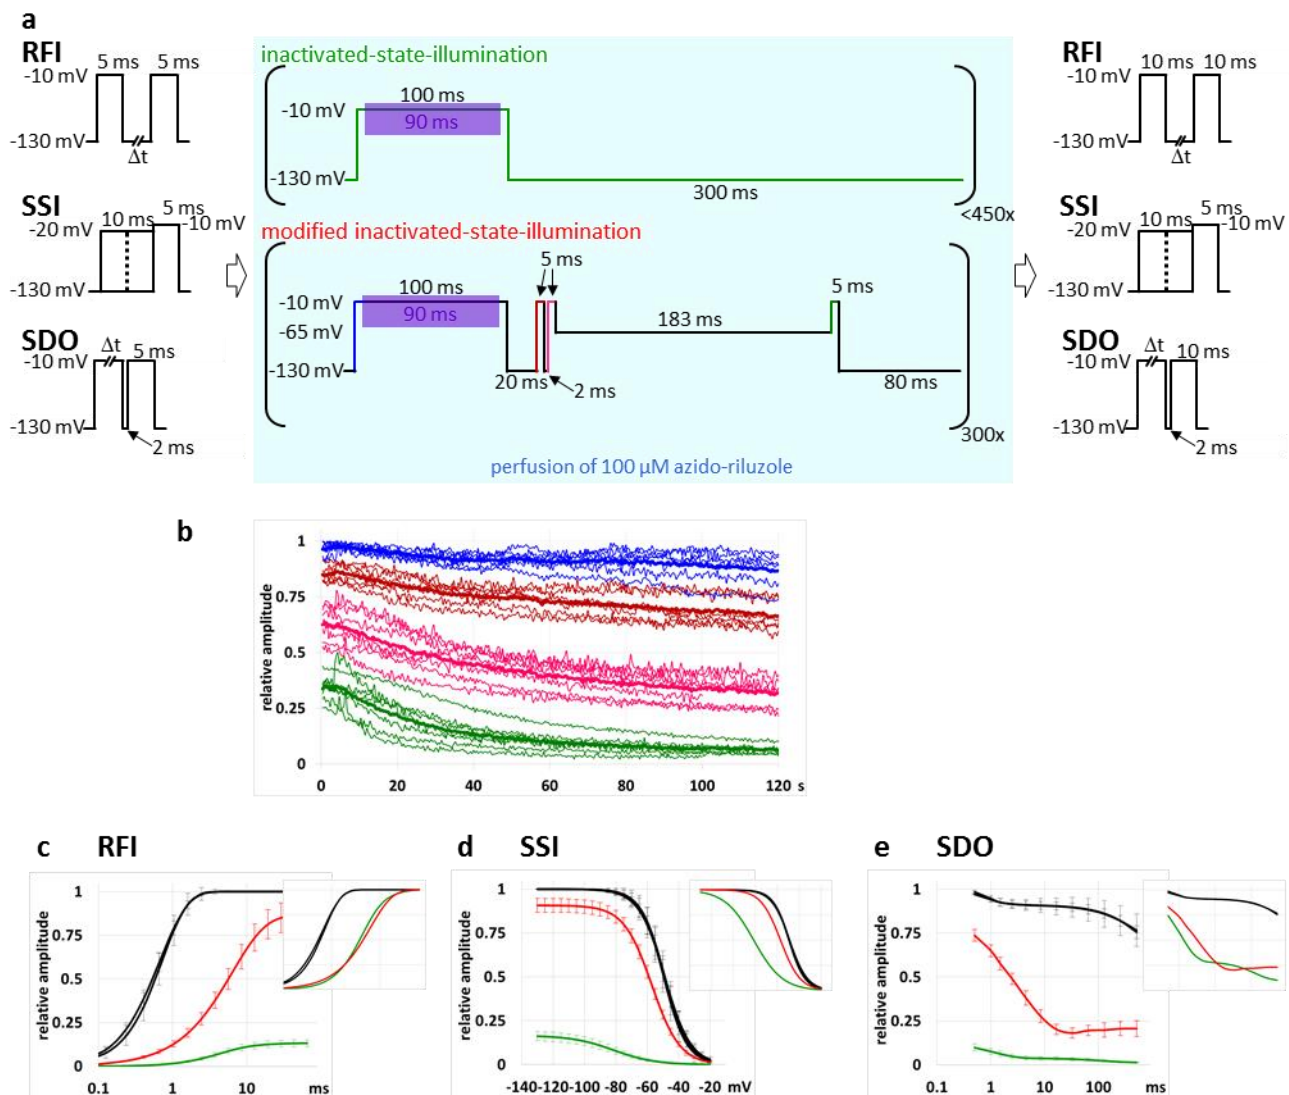 a
RFI
5 ms 5 ms
-10 mV
-130 mV
Δt
SSI
5 ms
10 ms
-20 mV
-10 mV
-130 mV
SDO
Δt 5 ms
-10 mV
-130 mV
2 ms
inactivated-state-illumination
100 ms
-10 mV
90 ms
-130 mV
300 ms
<450x
modified inactivated-state-illumination
5 ms
100 ms
5 ms
-10 mV
90 ms
-65 mV
183 ms
-130 mV
20 ms
2 ms
80 ms
300x
perfusion of 100 µM azido-riluzole
RFI
10 ms 10 ms
-10 mV
-130 mV
Δt
SSI
5 ms
10 ms
-20 mV
-10 mV
-130 mV
SDO
Δt
10 ms
-10 mV
-130 mV
2 ms
b
relative amplitude
1
0.75
0.5
0.25
0
0 20 40 60 80 100 120 s
c RFI
relative amplitude
1
0.75
0.5
0.25
0
0.1 1 10 ms
d SSI
relative amplitude
1
0.75
0.5
0.25
0
-140 -120 -100 -80 -60 -40 -20 mV
e SDO
relative amplitude
1
0.75
0.5
0.25
0
0.1 1 10 100 ms